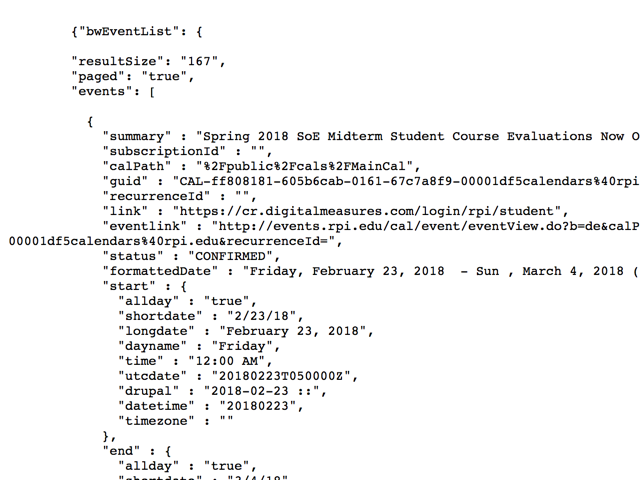 {"bwEventList": {
"resultSize": "167",
"paged": "true",
"events": [
{
"summary" : "Spring 2018 SoE Midterm Student Course Evaluations Now O
"subscriptionId" : "",
"calPath" : "%2Fpublic%2Fcals%2FMainCal",
"guid" : "CAL-ff808181-605b6cab-0161-67c7a8f9-00001df5calendars%40rpi
"recurrenceId" : "",
"link" : "https://cr.digitalmeasures.com/login/rpi/student",
"eventlink" : "http://events.rpi.edu/cal/event/eventView.do?b=de&calP
00001df5calendars%40rpi.edu&recurrenceId=",
"status" : "CONFIRMED",
"formattedDate" : "Friday, February 23, 2018  - Sun , March 4, 2018 (
"start" : {
"allday" : "true",
"shortdate" : "2/23/18",
"longdate" : "February 23, 2018",
"dayname" : "Friday",
"time" : "12:00 AM",
"utcdate" : "20180223T050000Z",
"drupal" : "2018-02-23 ::",
"datetime" : "20180223",
"timezone" : ""
},
"end" : {
"allday" : "true",
"shortdate" : "3/4/18"